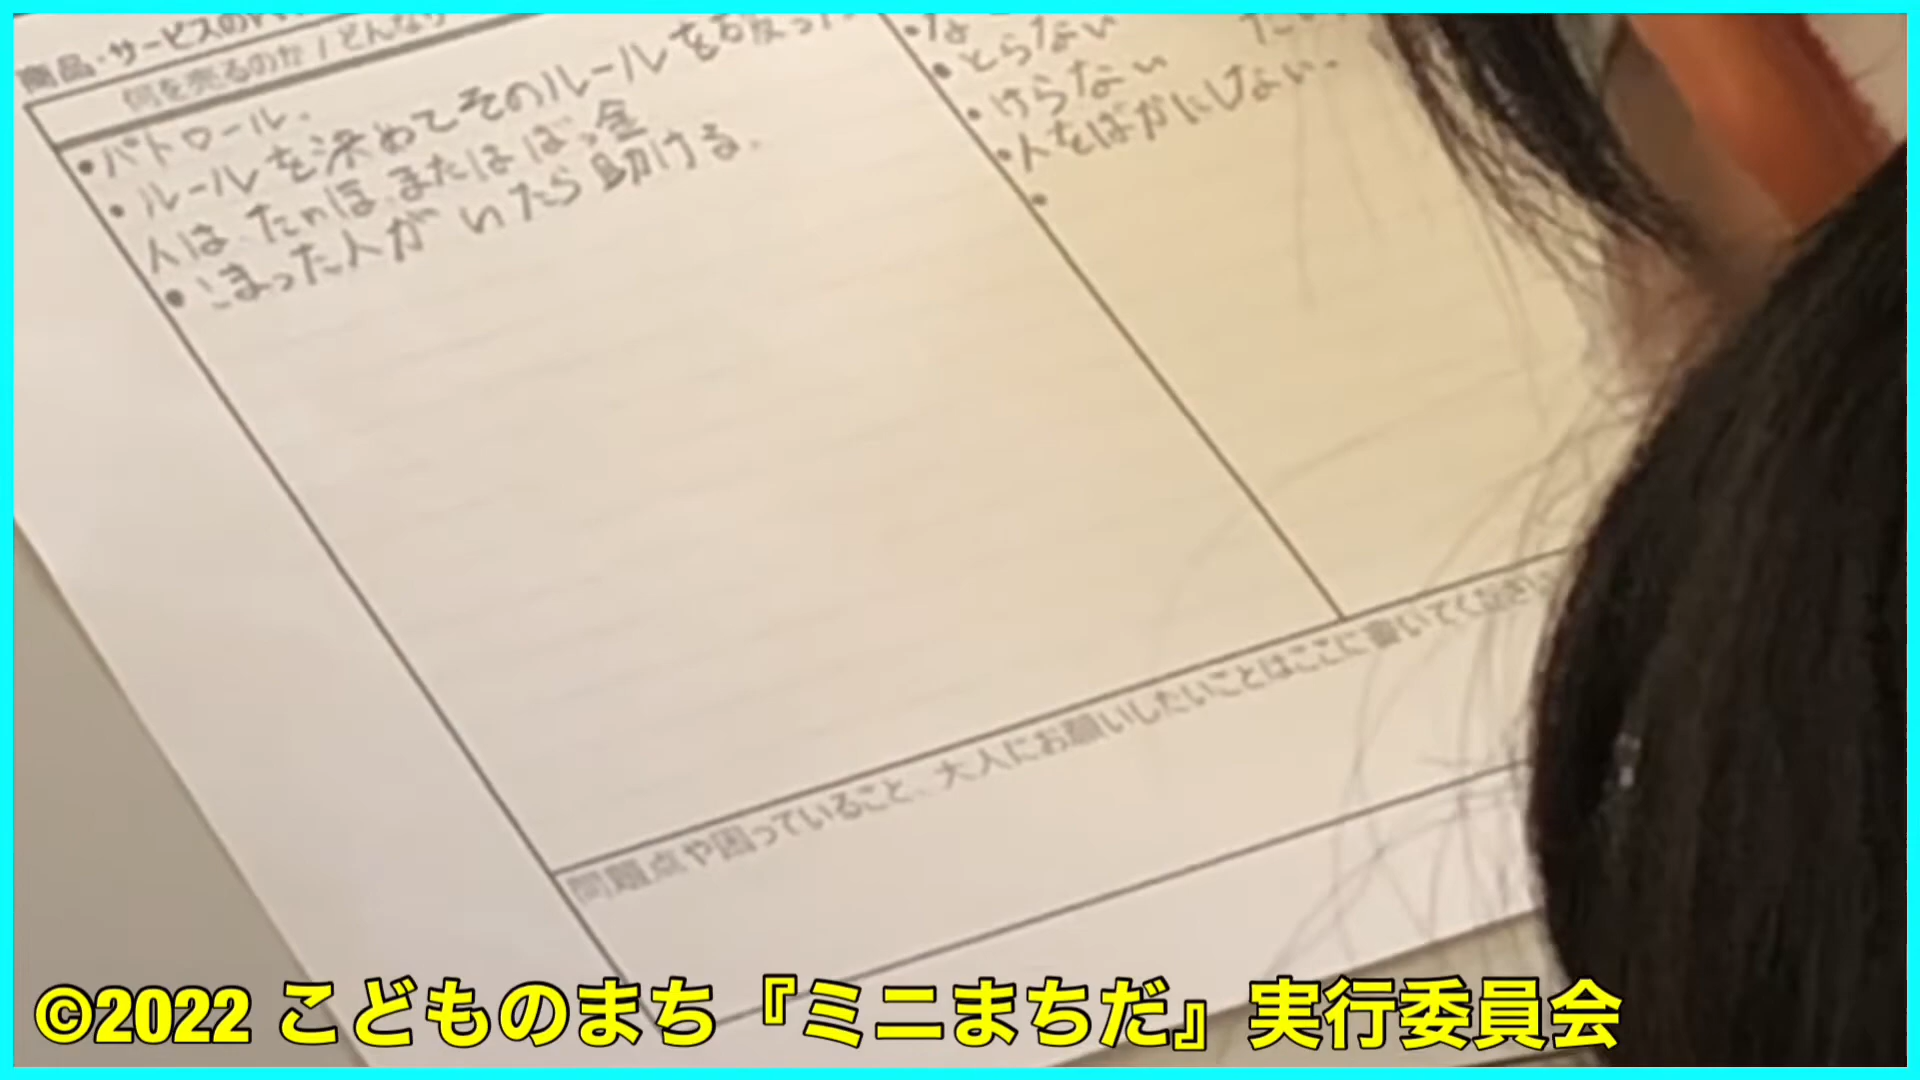 商品・サービスの
何を売るのか / どんな
・パトロール.
・ルールを決めてそのルールを破った
人は.たいほ.またはばっ金
・こまった人がいたら助ける.
・な
・とらない
・けらない
・人をばかにしない.
・
問題点や困っていること、大人にお願いしたいことはここに書いてくださ
©2022 こどものまち『ミニまちだ』実行委員会